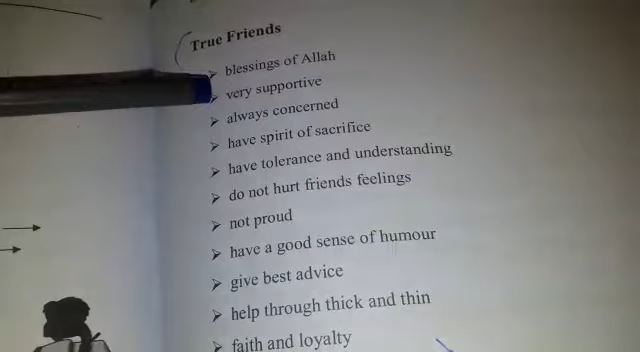 True Friends
➢ blessings of Allah
➢ very supportive
➢ always concerned
➢ have spirit of sacrifice
➢ have tolerance and understanding
➢ do not hurt friends feelings
➢ not proud
➢ have a good sense of humour
➢ give best advice
➢ help through thick and thin
➢ faith and loyalty